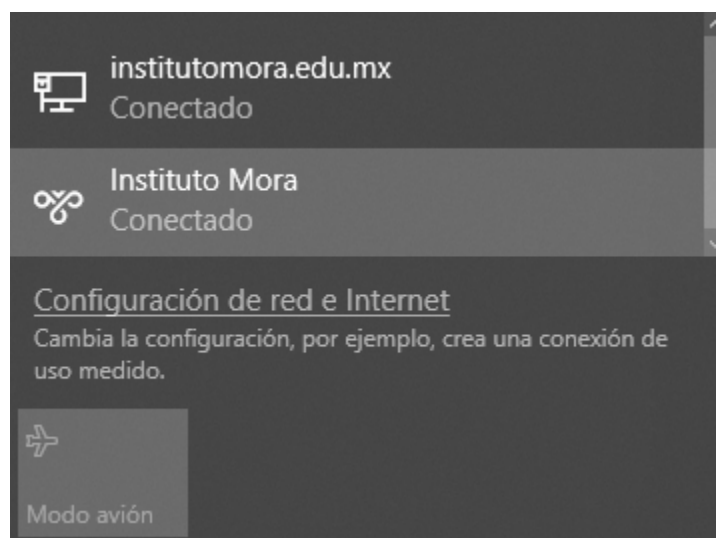 institutomora.edu.mx
Conectado
Instituto Mora
Conectado
Configuración de red e Internet
Cambia la configuración, por ejemplo, crea una conexión de
uso medido.
Modo avión